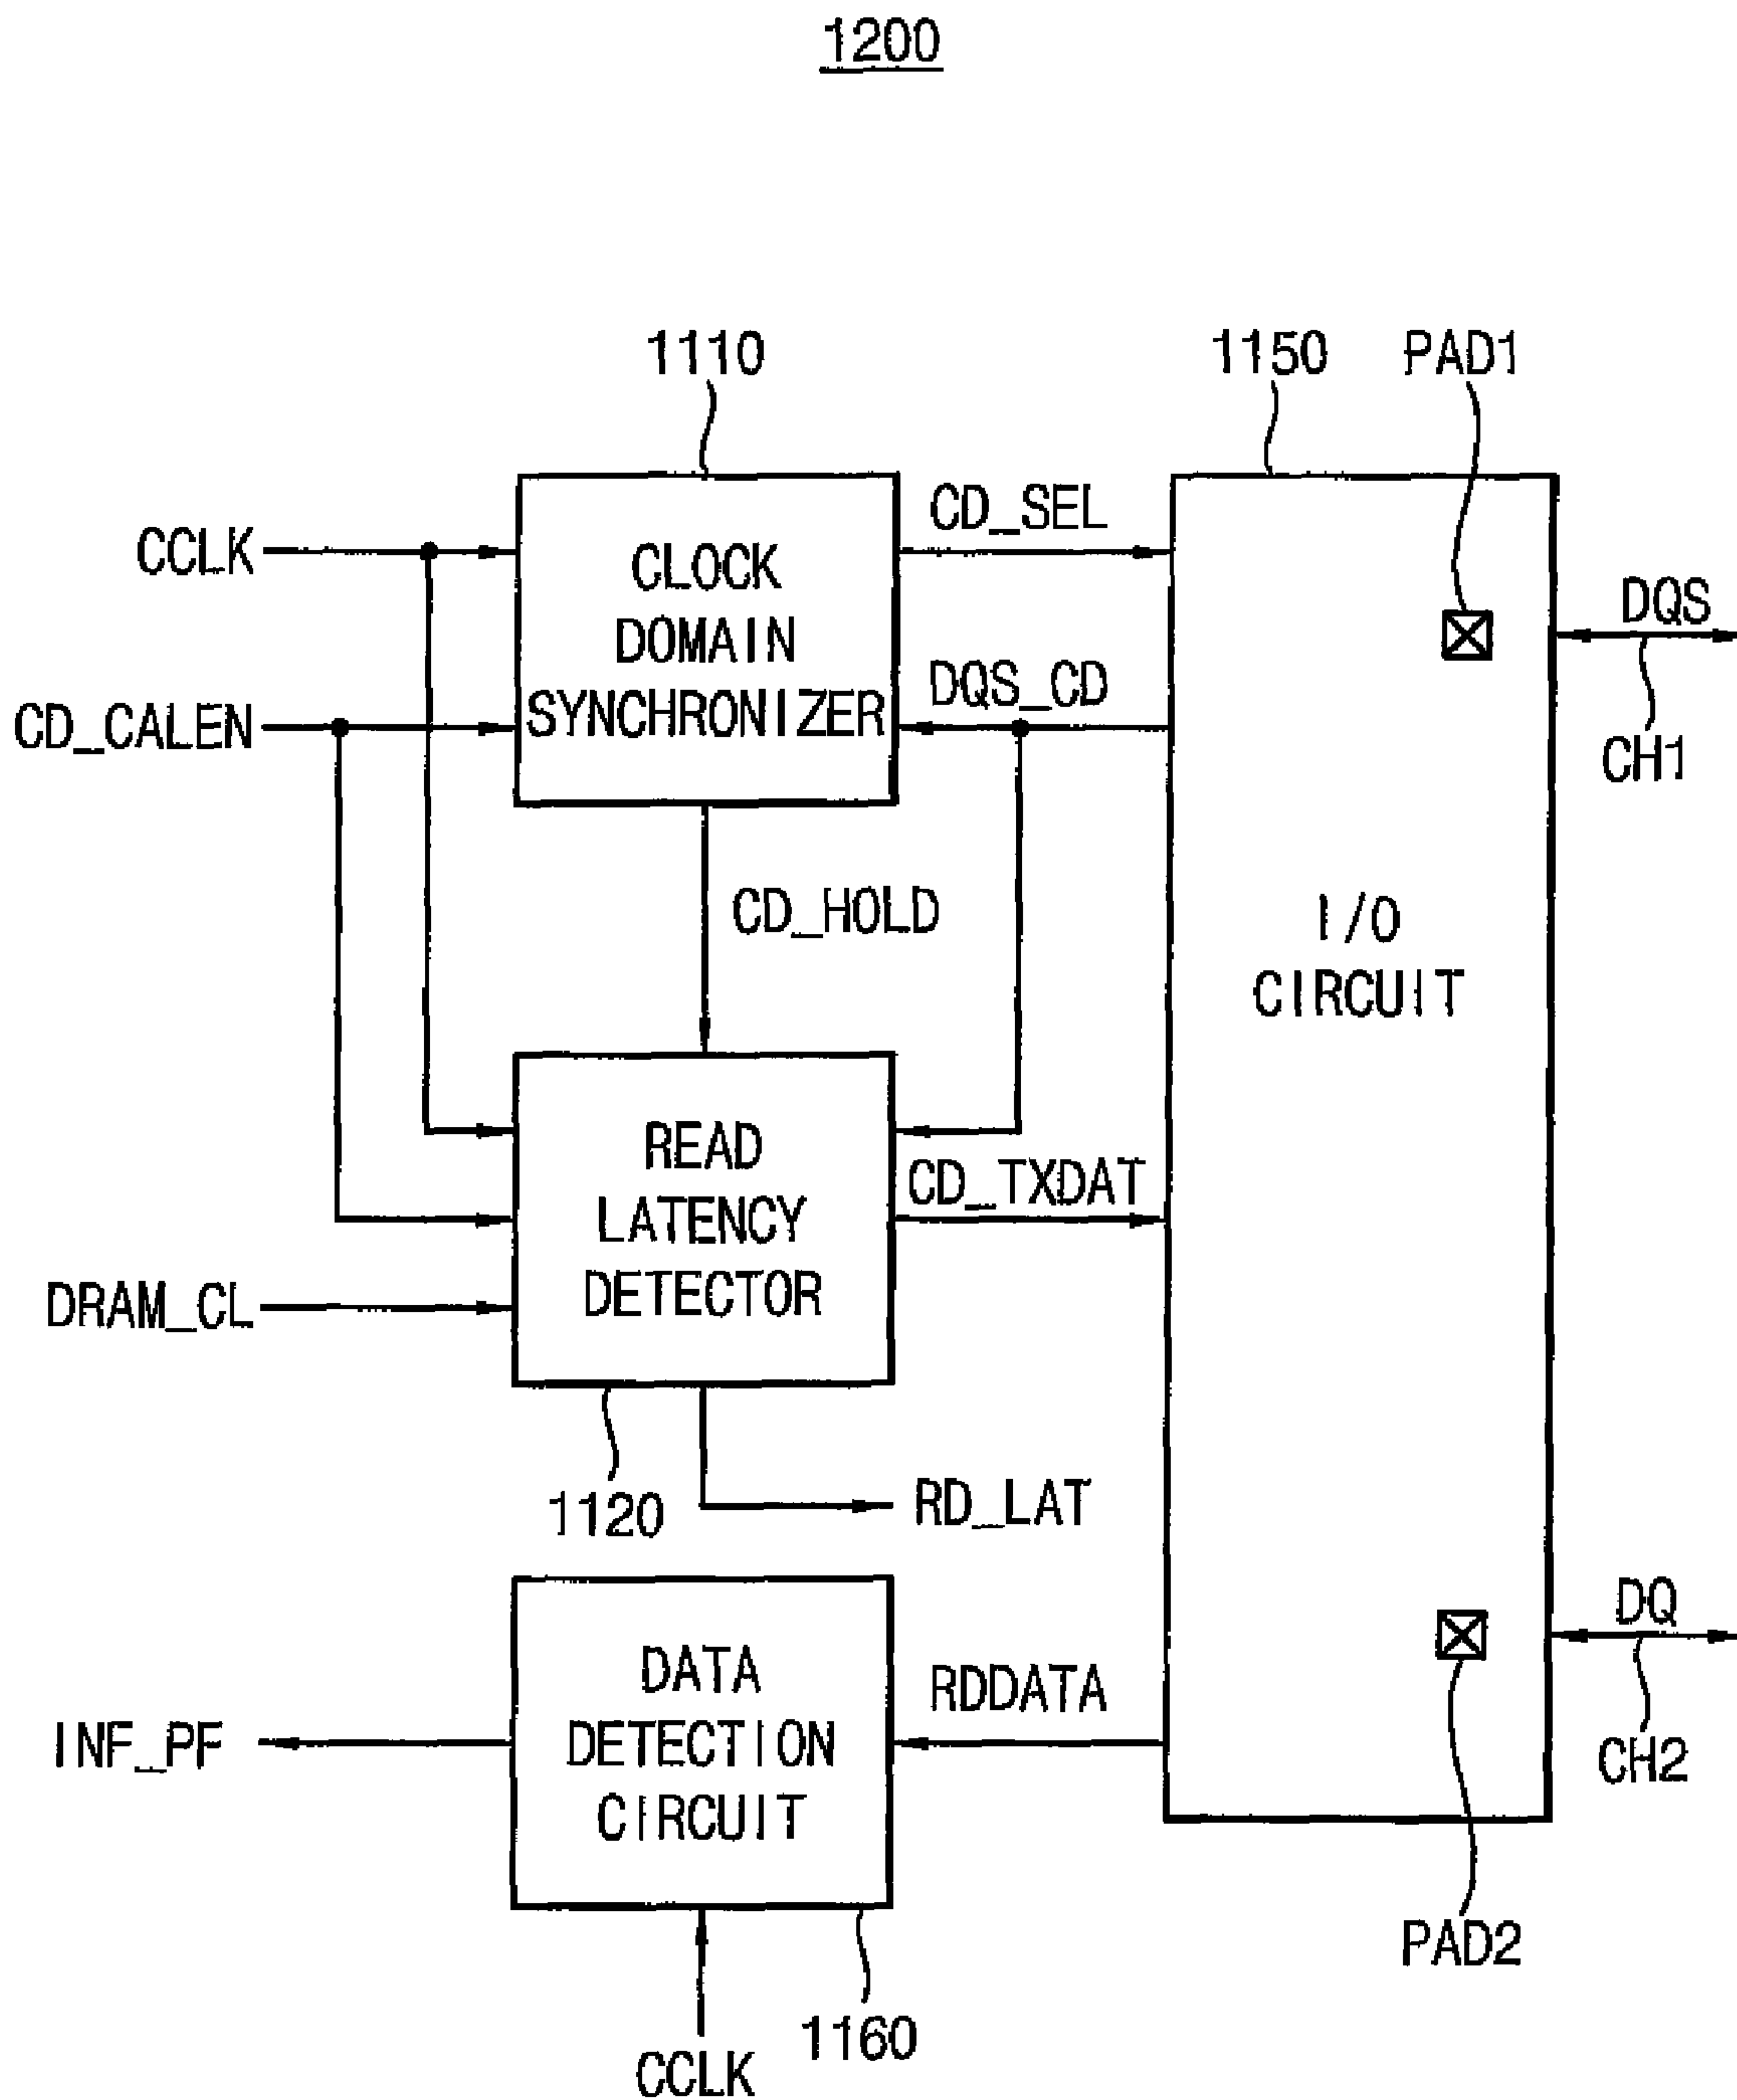 1200
1110
1150
PAD1
CCLK
CD_SEL
CLOCK
DOMAIN
SYNCHRONIZER
DQS
CD_CALEN
DQS_CD
CH1
CD_HOLD
I/O
CIRCUIT
READ
LATENCY
DETECTOR
CD_TXDAT
DRAM_CL
1120
RD_LAT
DQ
DATA
DETECTION
CIRCUIT
RDDATA
INF_PF
CH2
PAD2
1160
CCLK